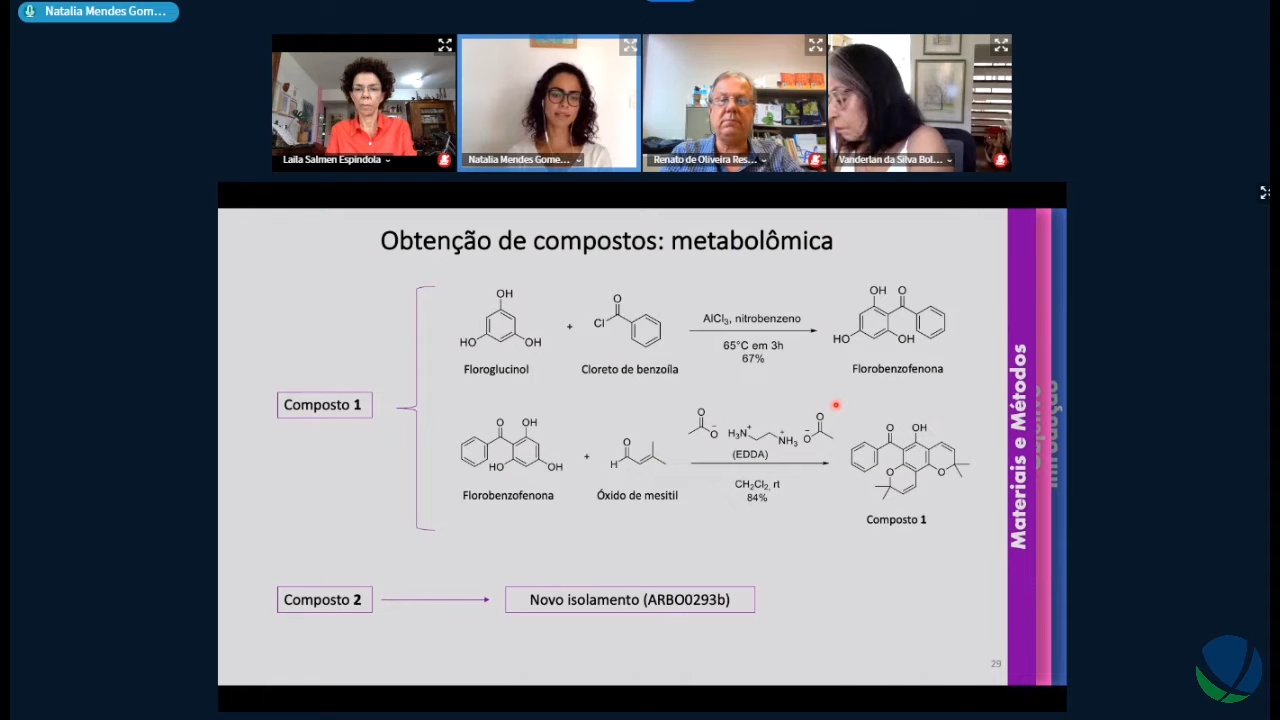 Natalia Mendes Gom...
Laila Salmen Espindola
Natalia Mendes Gome...
Renato de Oliveira Res...
Vanderlan da Silva Bol...
Obtenção de compostos: metabolômica
Composto 1
OH
HO
OH
Floroglucinol
+
O
Cl
Cloreto de benzoíla
AlCl₃, nitrobenzeno
65°C em 3h
67%
OH O
HO
OH
Florobenzofenona
O OH
HO
OH
Florobenzofenona
+
O
H
Óxido de mesitil
O
O⁻
H₃N⁺
⁺NH₃
O
⁻O
(EDDA)
CH₂Cl₂, rt
84%
O OH
O
O
Composto 1
Composto 2
Novo isolamento (ARBO0293b)
29
Materiais e Métodos
Objetivo
Introdução